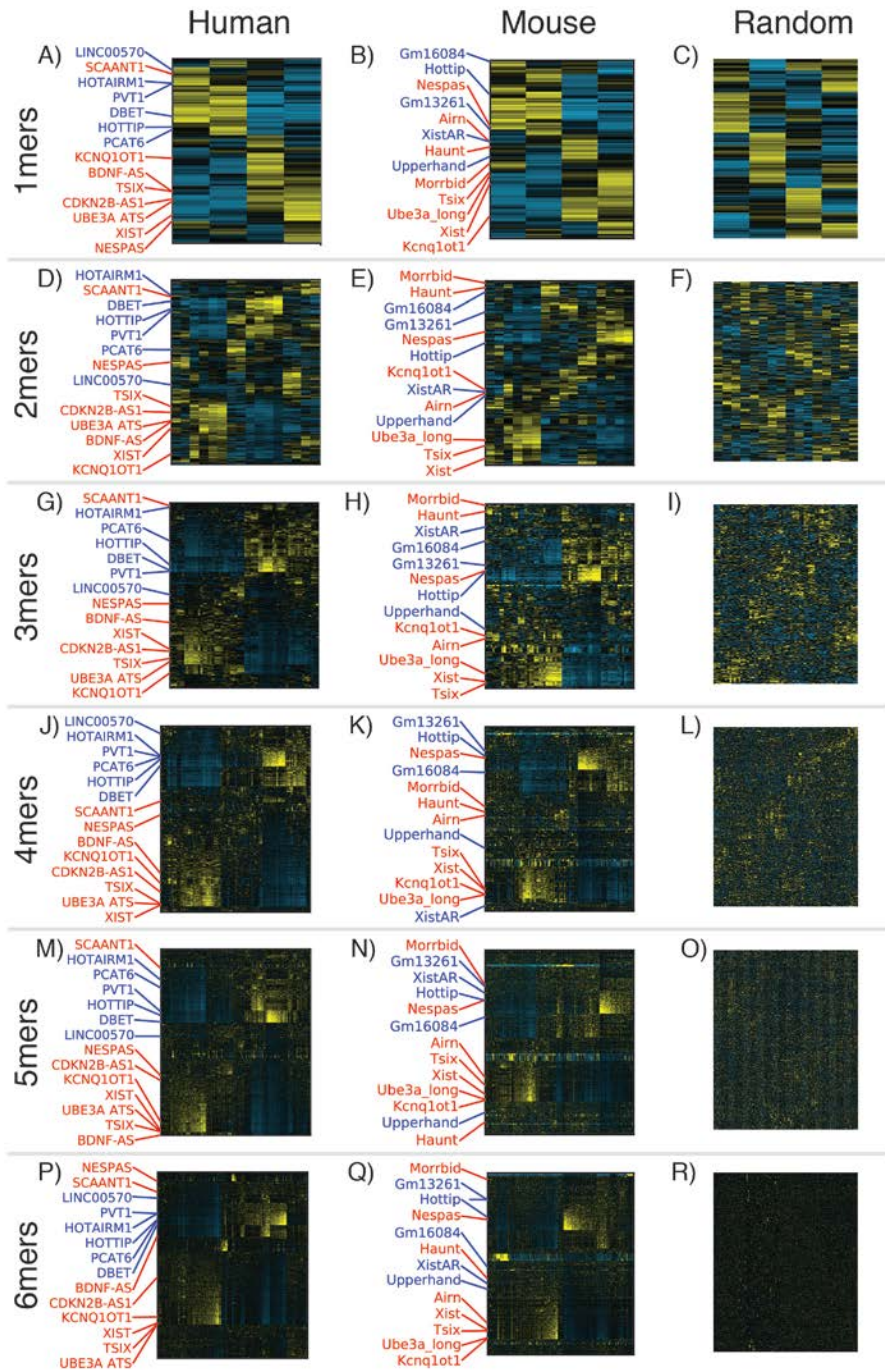 Human
Mouse
Random
1mers
A)
LINC00570
SCAANT1
HOTAIRM1
PVT1
DBET
HOTTIP
PCAT6
KCNQ1OT1
BDNF-AS
TSIX
CDKN2B-AS1
UBE3A ATS
XIST
NESPAS
B)
Gm16084
Hottip
Nespas
Gm13261
Airn
XistAR
Haunt
Upperhand
Morrbid
Tsix
Ube3a_long
Xist
Kcnq1ot1
C)
2mers
D)
HOTAIRM1
SCAANT1
DBET
HOTTIP
PVT1
PCAT6
NESPAS
LINC00570
TSIX
CDKN2B-AS1
UBE3A ATS
BDNF-AS
XIST
KCNQ1OT1
E)
Morrbid
Haunt
Gm16084
Gm13261
Nespas
Hottip
Kcnq1ot1
XistAR
Airn
Upperhand
Ube3a_long
Tsix
Xist
F)
3mers
G)
SCAANT1
HOTAIRM1
PCAT6
HOTTIP
DBET
PVT1
LINC00570
NESPAS
BDNF-AS
XIST
CDKN2B-AS1
TSIX
UBE3A ATS
KCNQ1OT1
H)
Morrbid
Haunt
XistAR
Gm16084
Gm13261
Nespas
Hottip
Upperhand
Kcnq1ot1
Airn
Ube3a_long
Xist
Tsix
I)
4mers
J)
LINC00570
HOTAIRM1
PVT1
PCAT6
HOTTIP
DBET
SCAANT1
NESPAS
BDNF-AS
KCNQ1OT1
CDKN2B-AS1
TSIX
UBE3A ATS
XIST
K)
Gm13261
Hottip
Nespas
Gm16084
Morrbid
Haunt
Airn
Upperhand
Tsix
Xist
Kcnq1ot1
Ube3a_long
XistAR
L)
5mers
M)
SCAANT1
HOTAIRM1
PCAT6
PVT1
HOTTIP
DBET
LINC00570
NESPAS
CDKN2B-AS1
KCNQ1OT1
XIST
UBE3A ATS
TSIX
BDNF-AS
N)
Morrbid
Gm13261
XistAR
Hottip
Nespas
Gm16084
Airn
Tsix
Xist
Ube3a_long
Kcnq1ot1
Upperhand
Haunt
O)
6mers
P)
NESPAS
SCAANT1
LINC00570
PVT1
HOTAIRM1
HOTTIP
PCAT6
DBET
BDNF-AS
CDKN2B-AS1
KCNQ1OT1
XIST
TSIX
UBE3A ATS
Q)
Morrbid
Gm13261
Hottip
Nespas
Gm16084
Haunt
XistAR
Upperhand
Airn
Xist
Tsix
Ube3a_long
Kcnq1ot1
R)